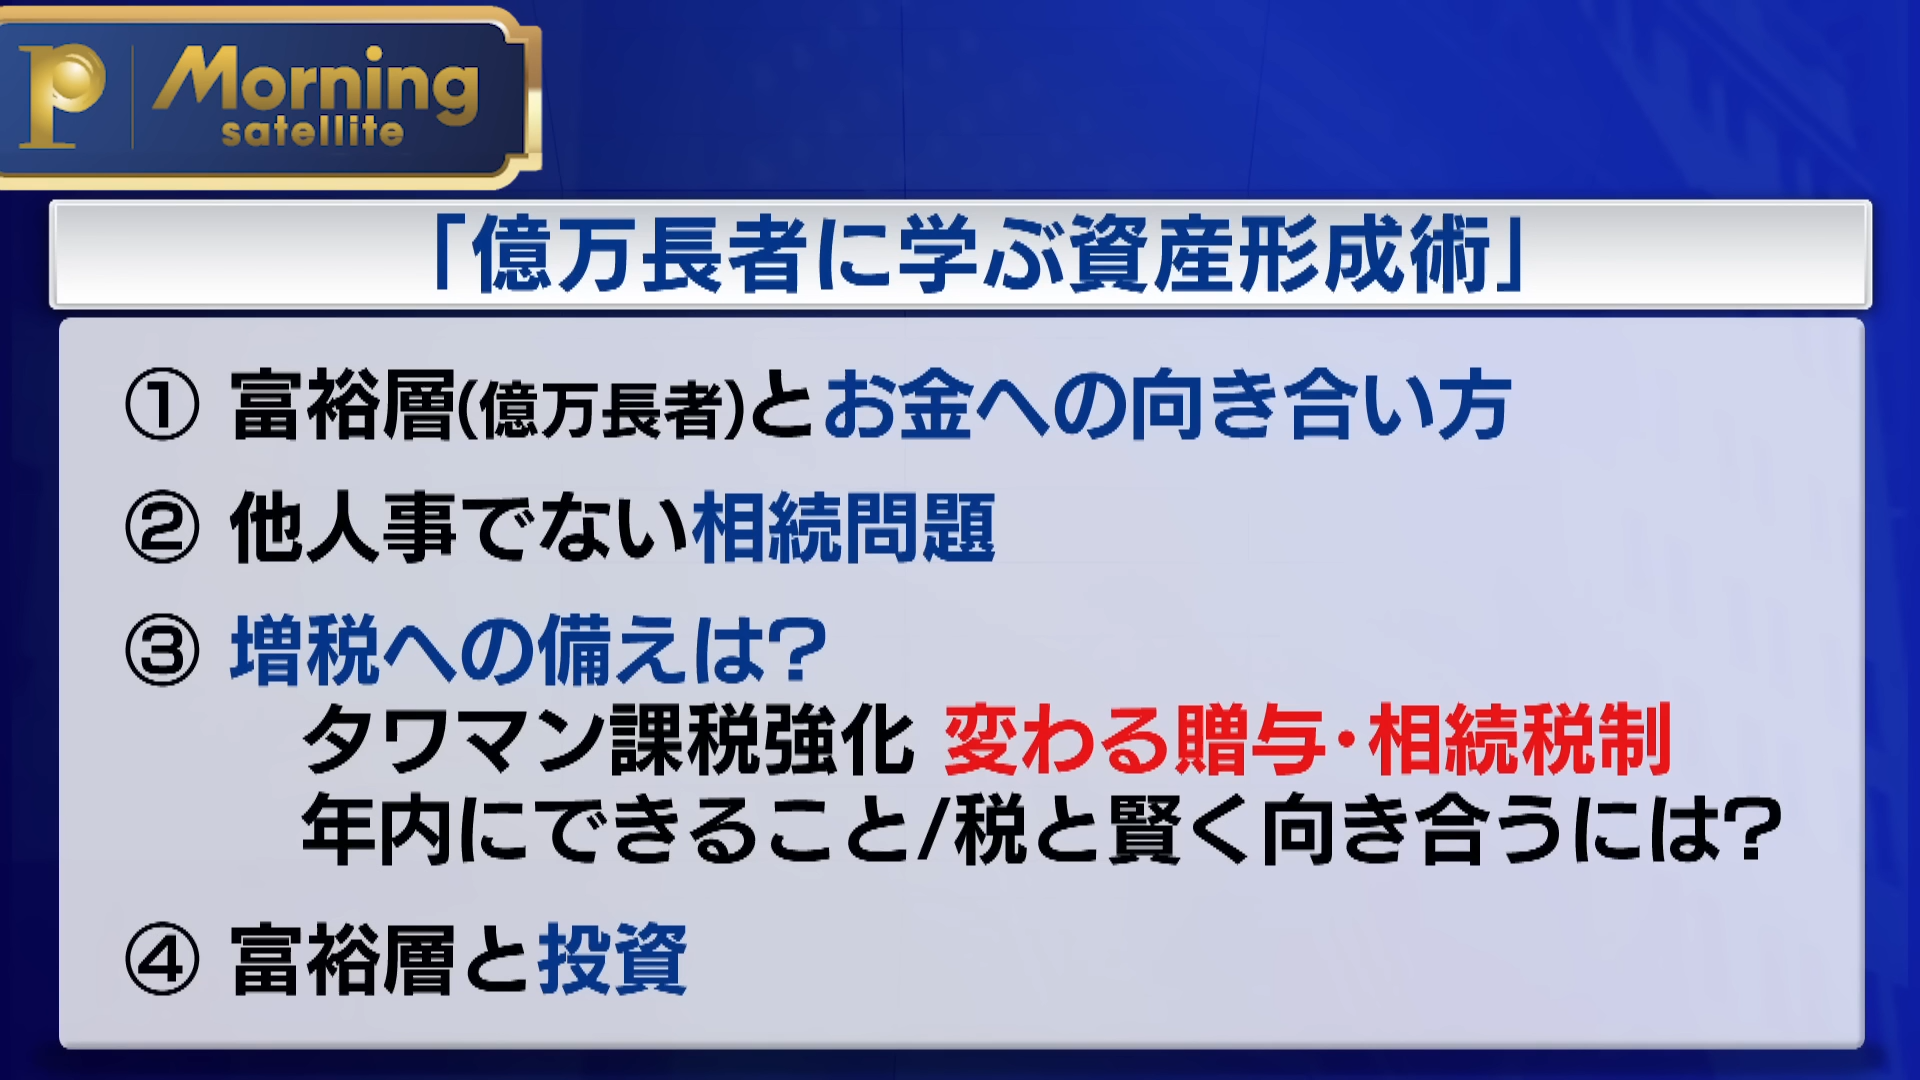 P Morning
satellite
「億万長者に学ぶ資産形成術」
① 富裕層(億万長者)とお金への向き合い方
② 他人事でない相続問題
③ 増税への備えは?
タワマン課税強化 変わる贈与・相続税制
年内にできること/税と賢く向き合うには?
④ 富裕層と投資